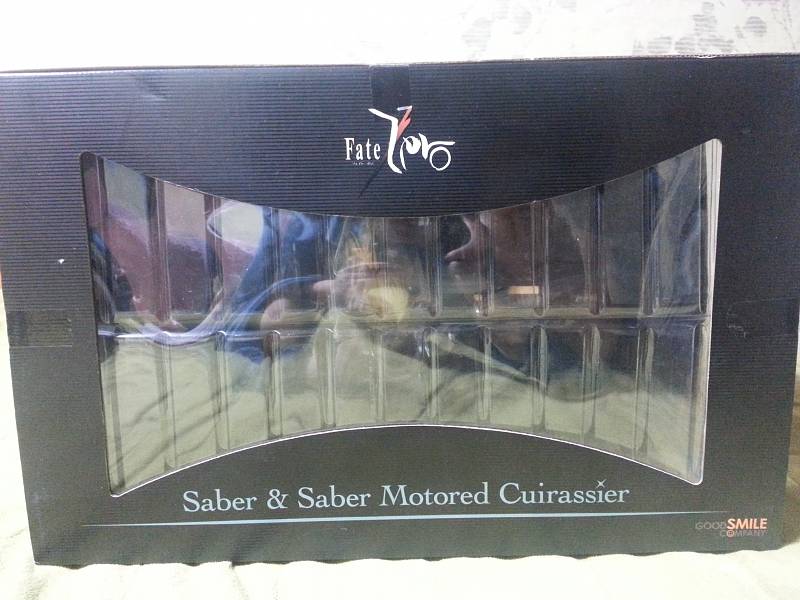 Fate
Zero
Saber & Saber Motored Cuirassier
GOOD SMILE
COMPANY